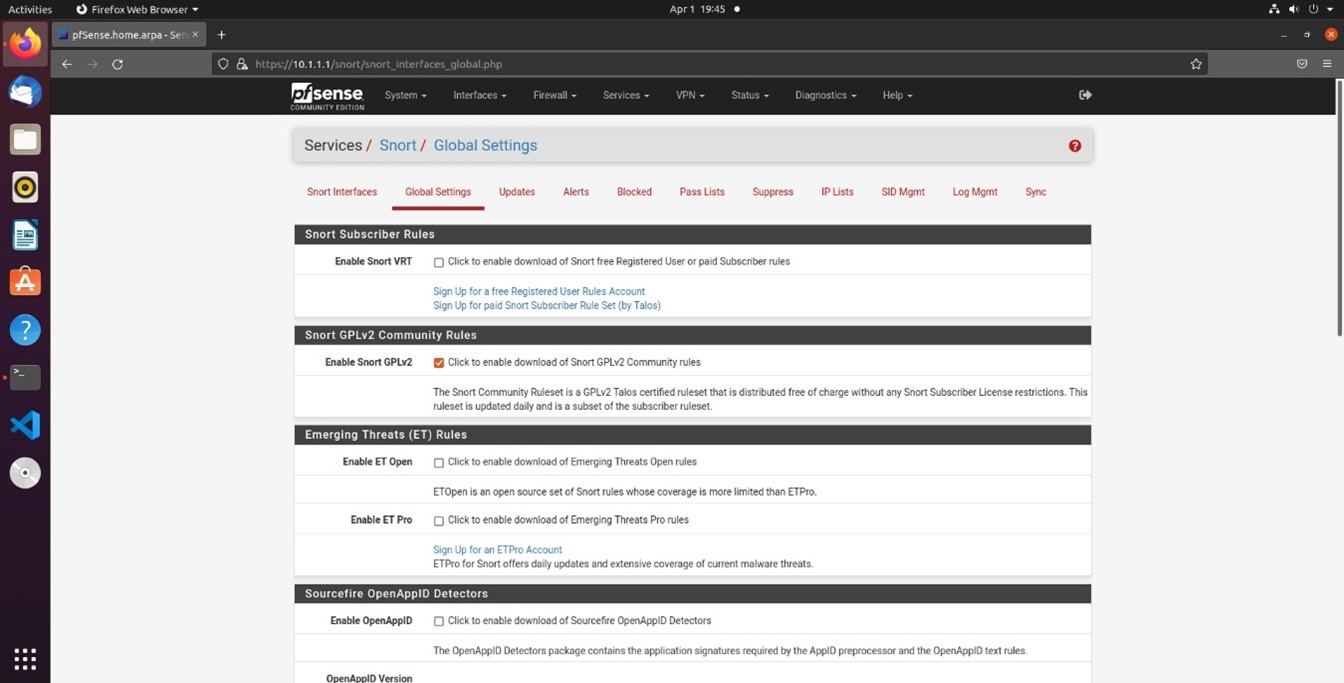 Activities
Firefox Web Browser
Apr 1 19:45
pfSense.home.arpa - Serv
https://10.1.1.1/snort/snort_interfaces_global.php
pfsense
COMMUNITY EDITION
System
Interfaces
Firewall
Services
VPN
Status
Diagnostics
Help
Services / Snort / Global Settings
Snort Interfaces
Global Settings
Updates
Alerts
Blocked
Pass Lists
Suppress
IP Lists
SID Mgmt
Log Mgmt
Sync
Snort Subscriber Rules
Enable Snort VRT
Click to enable download of Snort free Registered User or paid Subscriber rules
Sign Up for a free Registered User Rules Account
Sign Up for paid Snort Subscriber Rule Set (by Talos)
Snort GPLv2 Community Rules
Enable Snort GPLv2
Click to enable download of Snort GPLv2 Community rules
The Snort Community Ruleset is a GPLv2 Talos certified ruleset that is distributed free of charge without any Snort Subscriber License restrictions. This
ruleset is updated daily and is a subset of the subscriber ruleset.
Emerging Threats (ET) Rules
Enable ET Open
Click to enable download of Emerging Threats Open rules
ETOpen is an open source set of Snort rules whose coverage is more limited than ETPro.
Enable ET Pro
Click to enable download of Emerging Threats Pro rules
Sign Up for an ETPro Account
ETPro for Snort offers daily updates and extensive coverage of current malware threats.
Sourcefire OpenAppID Detectors
Enable OpenAppID
Click to enable download of Sourcefire OpenAppID Detectors
The OpenAppID Detectors package contains the application signatures required by the AppID preprocessor and the OpenAppID text rules.
OpenAppID Version